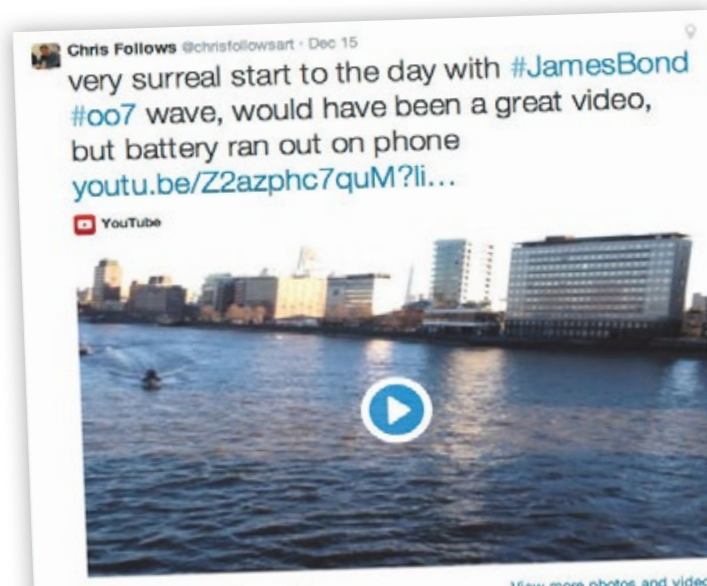 Chris Follows @chrisfollowsart · Dec 15
very surreal start to the day with #JamesBond
#oo7 wave, would have been a great video,
but battery ran out on phone
youtu.be/Z2azphc7quM?li...
YouTube
View more photos and video